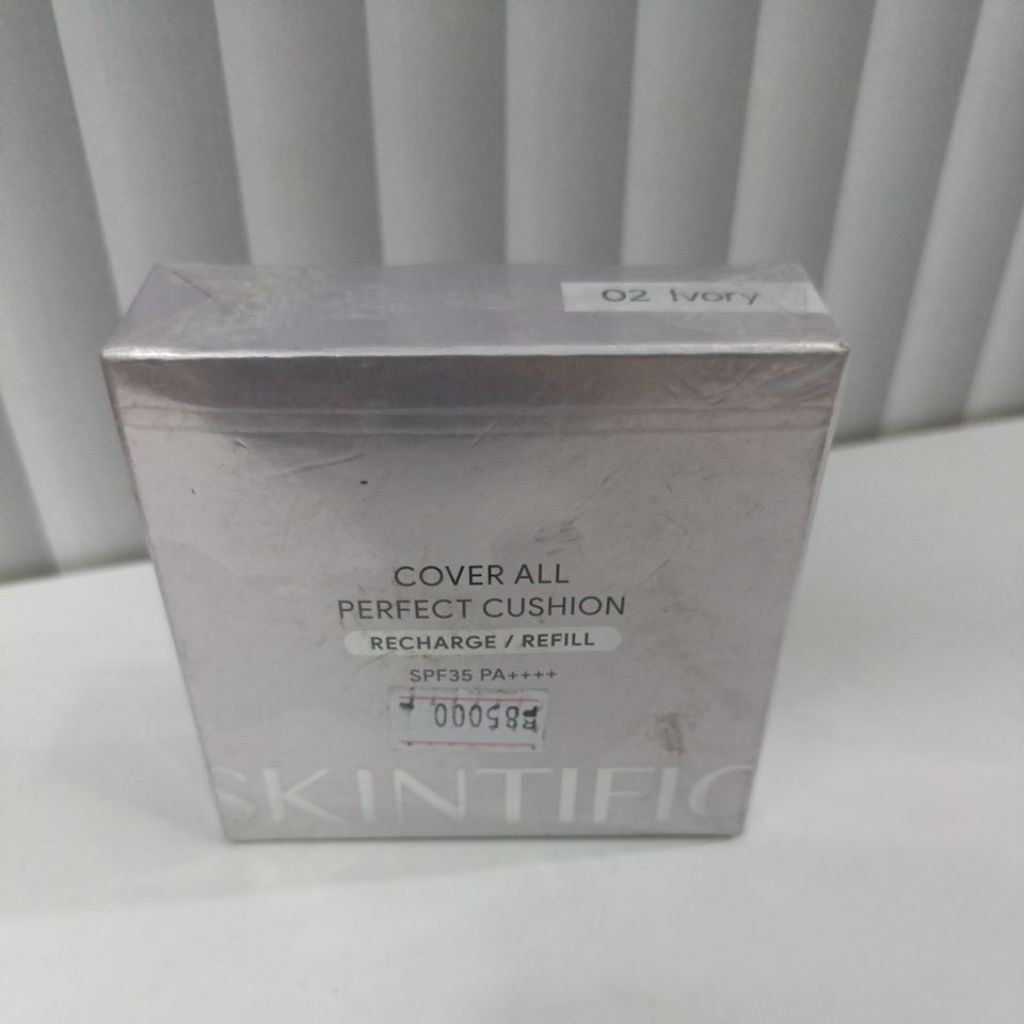 02 Ivory
COVER ALL
PERFECT CUSHION
RECHARGE / REFILL
SPF35 PA++++
85000
SKINTIFIC